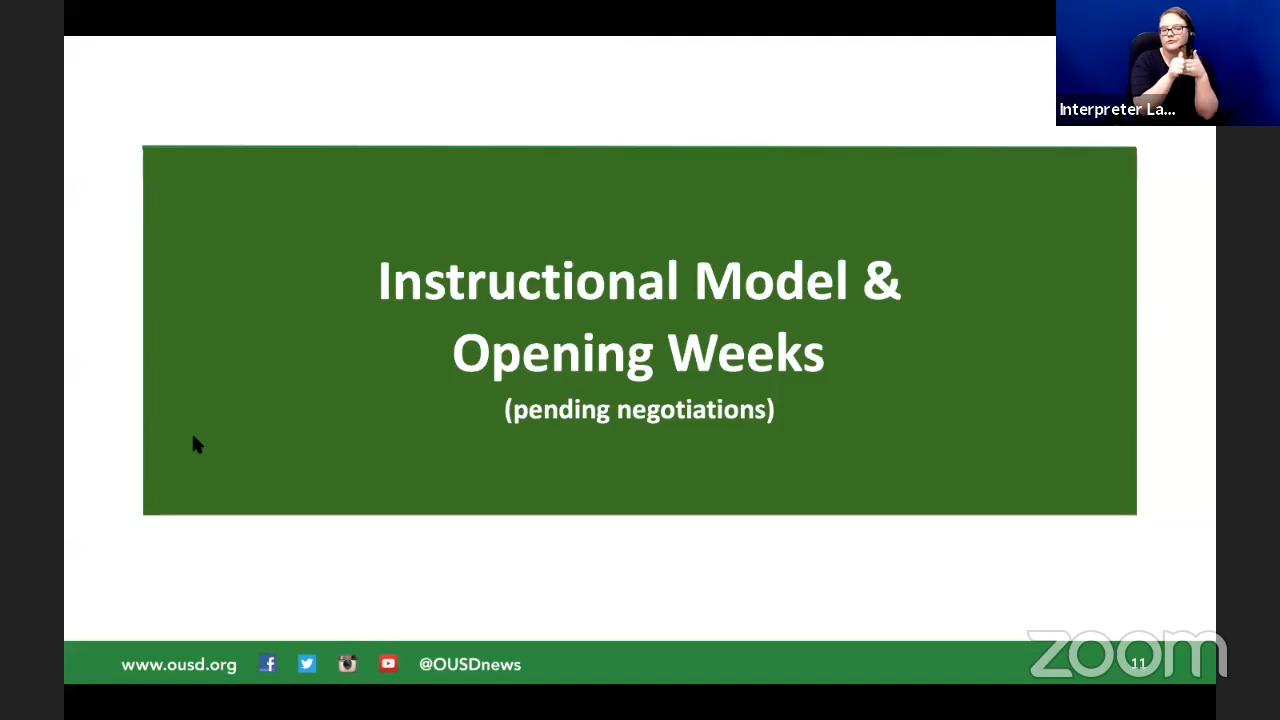 Interpreter La...
Instructional Model &
Opening Weeks
(pending negotiations)
www.ousd.org
@OUSDnews
zoom
11